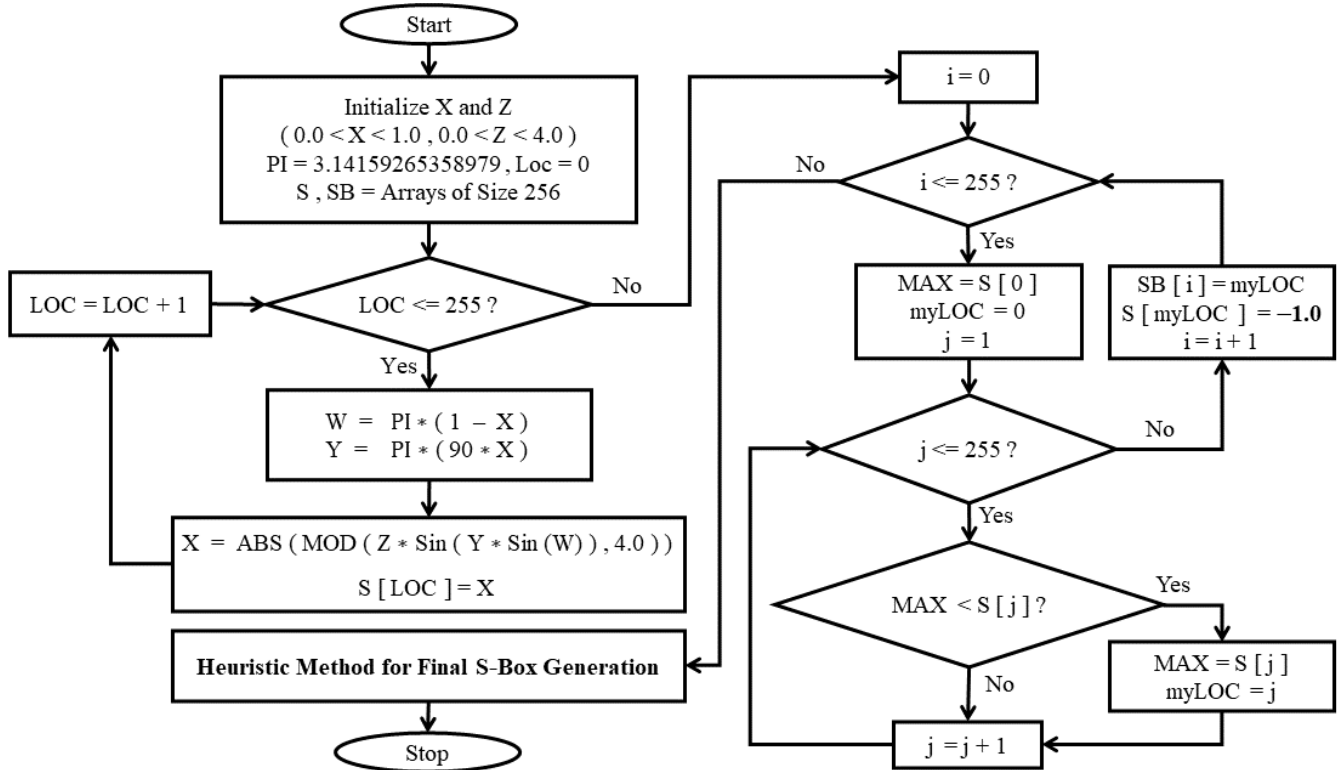 Start
Initialize X and Z
( 0.0 < X < 1.0 , 0.0 < Z < 4.0 )
PI = 3.14159265358979 , Loc = 0
S , SB = Arrays of Size 256
LOC = LOC + 1
LOC <= 255 ?
No
Yes
W = PI ∗ ( 1 − X )
Y = PI ∗ ( 90 ∗ X )
X = ABS ( MOD ( Z ∗ Sin ( Y ∗ Sin (W) ) , 4.0 ) )
S [ LOC ] = X
Heuristic Method for Final S-Box Generation
Stop
i = 0
No
i <= 255 ?
Yes
MAX = S [ 0 ]
myLOC = 0
j = 1
SB [ i ] = myLOC
S [ myLOC ] = −1.0
i = i + 1
j <= 255 ?
No
Yes
MAX < S [ j ] ?
Yes
No
MAX = S [ j ]
myLOC = j
j = j + 1